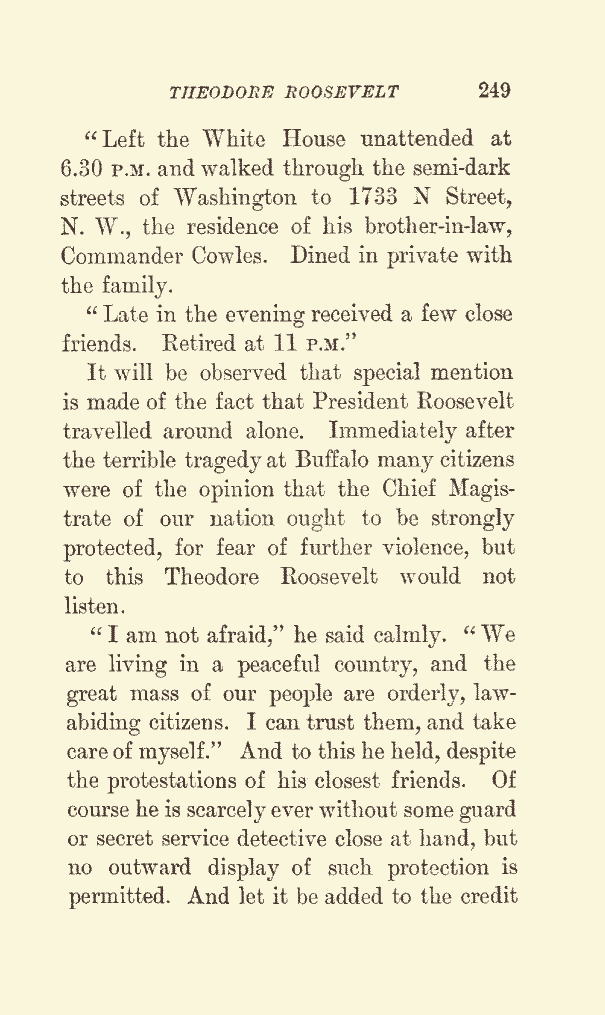 THEODORE ROOSEVELT 249
“Left the White House unattended at
6.30 P.M. and walked through the semi-dark
streets of Washington to 1733 N Street,
N. W., the residence of his brother-in-law,
Commander Cowles. Dined in private with
the family.
“Late in the evening received a few close
friends. Retired at 11 P.M.”
It will be observed that special mention
is made of the fact that President Roosevelt
travelled around alone. Immediately after
the terrible tragedy at Buffalo many citizens
were of the opinion that the Chief Magis-
trate of our nation ought to be strongly
protected, for fear of further violence, but
to this Theodore Roosevelt would not
listen.
“I am not afraid,” he said calmly. “We
are living in a peaceful country, and the
great mass of our people are orderly, law-
abiding citizens. I can trust them, and take
care of myself.” And to this he held, despite
the protestations of his closest friends. Of
course he is scarcely ever without some guard
or secret service detective close at hand, but
no outward display of such protection is
permitted. And let it be added to the credit